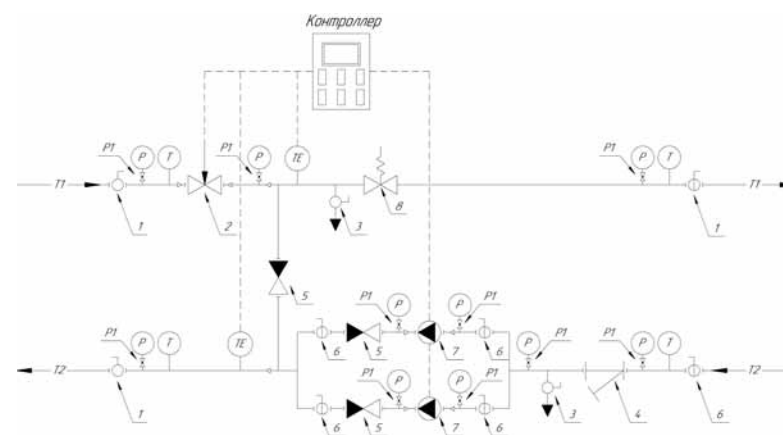 Контроллер
P1 P T P1 P TE P1 P T
T1 T1
1 2 3 8 1
5
P1 P P P1
P1 P T TE 6 5 7 6 P1 P P1 P T
T2 P1 P P P1 T2
1 3 4 6
6 5 7 6